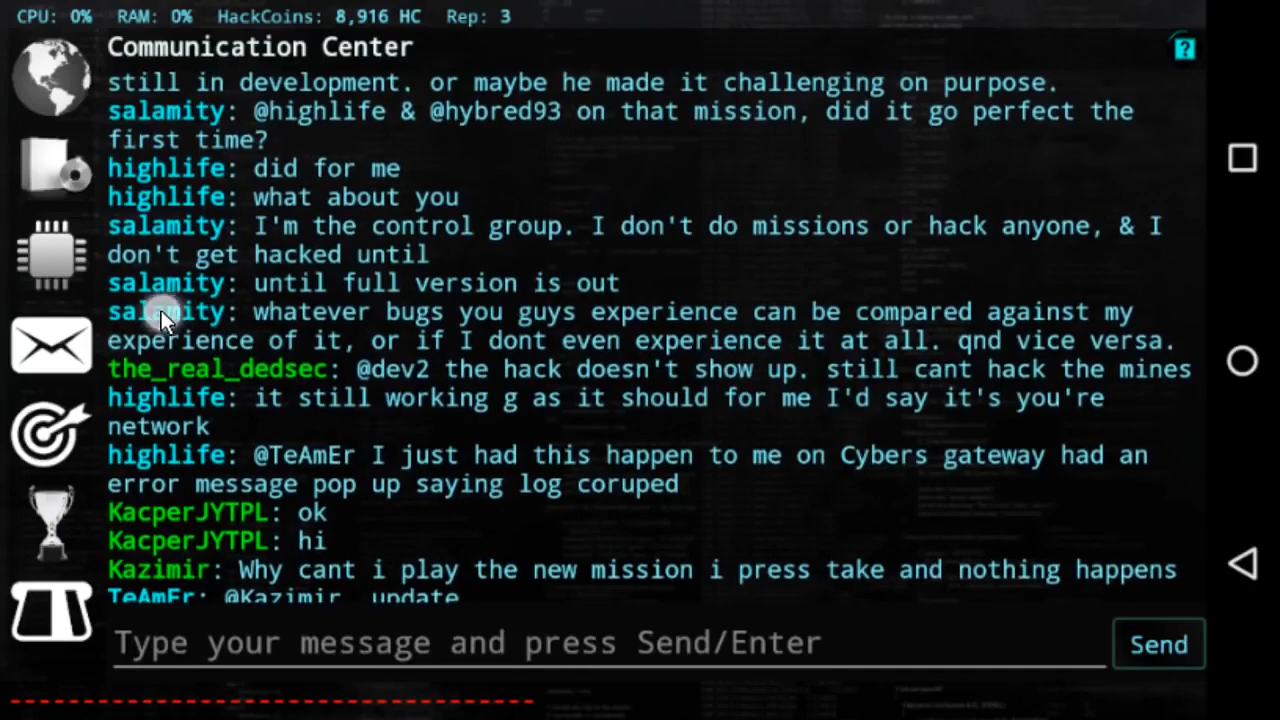 CPU: 0% RAM: 0% HackCoins: 8,916 HC Rep: 3
Communication Center
?
still in development. or maybe he made it challenging on purpose.
salamity: @highlife & @hybred93 on that mission, did it go perfect the
first time?
highlife: did for me
highlife: what about you
salamity: I'm the control group. I don't do missions or hack anyone, & I
don't get hacked until
salamity: until full version is out
salamity: whatever bugs you guys experience can be compared against my
experience of it, or if I dont even experience it at all. qnd vice versa.
the_real_dedsec: @dev2 the hack doesn't show up. still cant hack the mines
highlife: it still working g as it should for me I'd say it's you're
network
highlife: @TeAmEr I just had this happen to me on Cybers gateway had an
error message pop up saying log coruped
KacperJYTPL: ok
KacperJYTPL: hi
Kazimir: Why cant i play the new mission i press take and nothing happens
TeAmEr: @Kazimir update
Type your message and press Send/Enter
Send